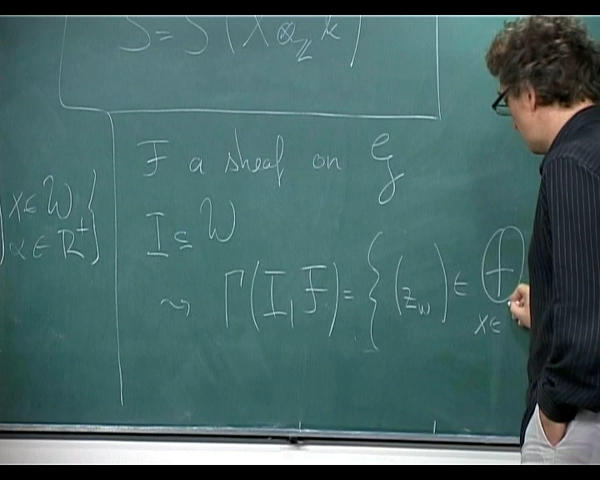 S = S(X ⊗_ℤ k)
x ∈ W
α ∈ R⁺ }
F a sheaf on G
I ⊆ W
⇝ Γ(I, F) = { (z_w) ∈ ⊕_{x ∈